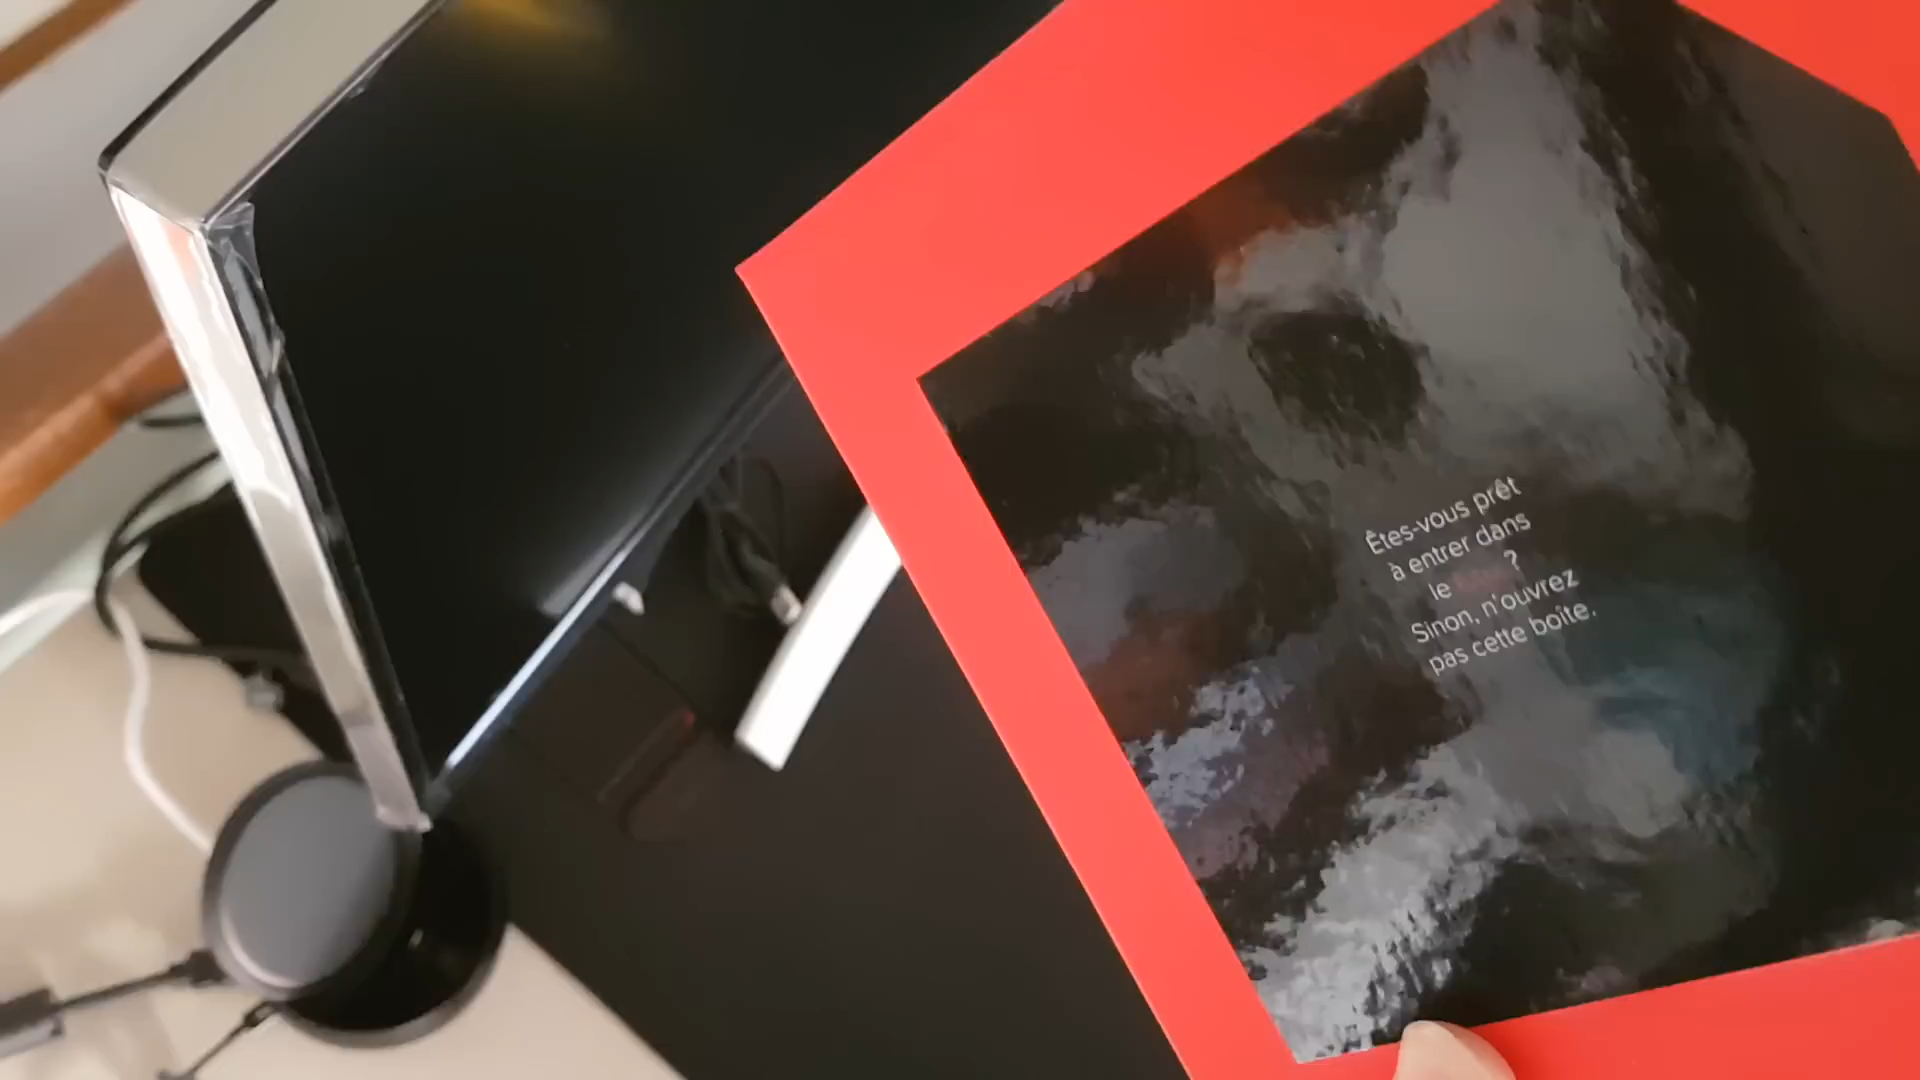 Êtes-vous prêt
à entrer dans
le ?
Sinon, n'ouvrez
pas cette boîte.